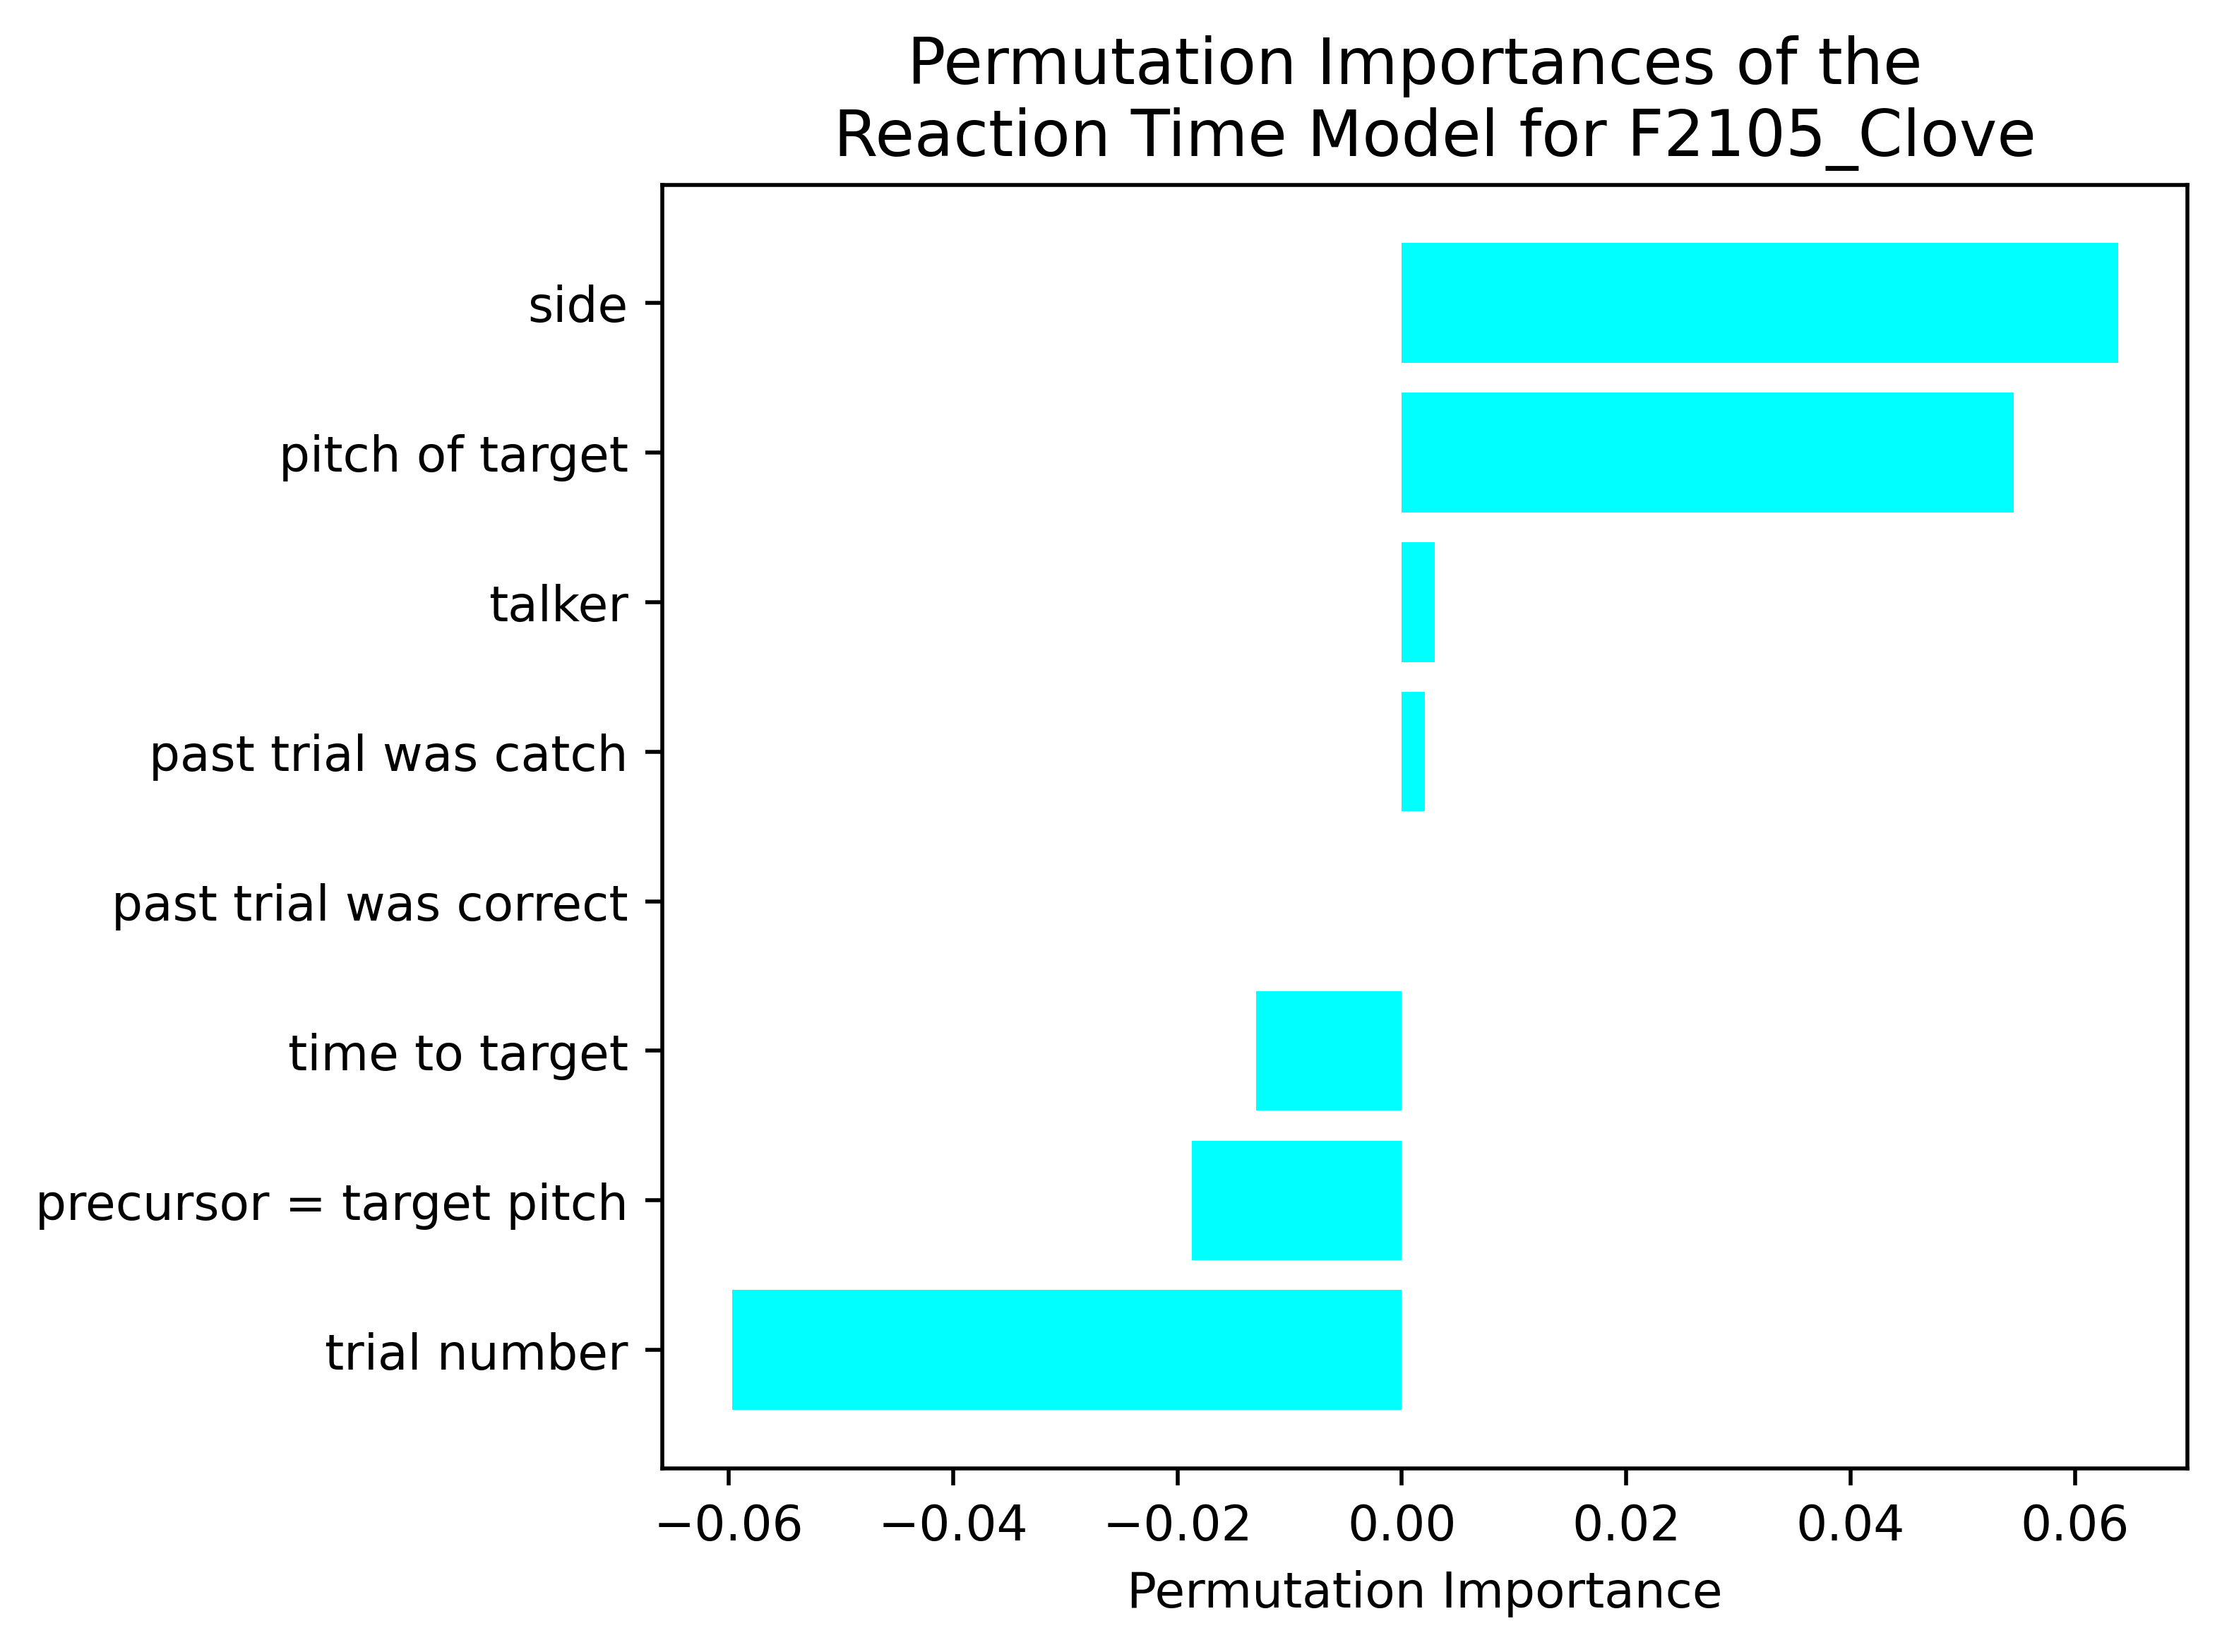 Permutation Importances of the
Reaction Time Model for F2105_Clove
side
pitch of target
talker
past trial was catch
past trial was correct
time to target
precursor = target pitch
trial number
−0.06 −0.04 −0.02 0.00 0.02 0.04 0.06
Permutation Importance